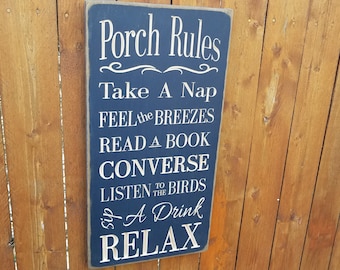 Porch Rules
Take A Nap
FEEL the BREEZES
READ A BOOK
CONVERSE
LISTEN TO THE BIRDS
sip A Drink
RELAX